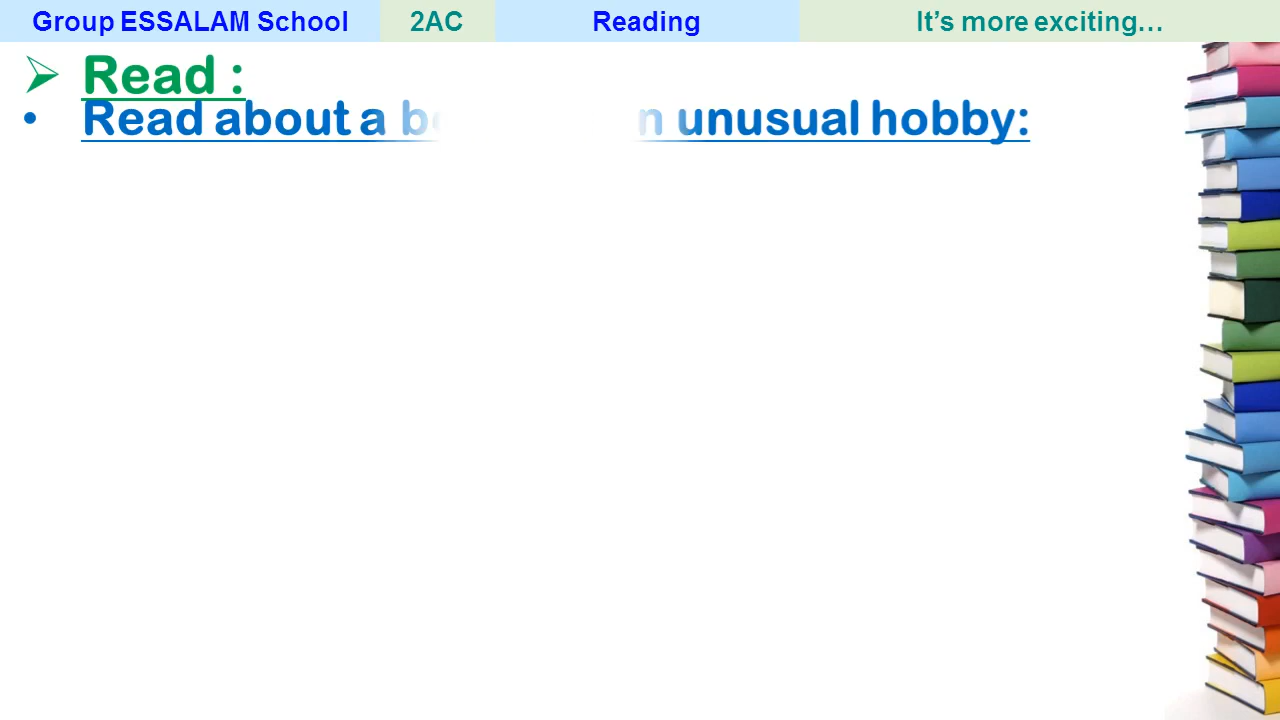 Group ESSALAM School 2AC Reading It’s more exciting…
➢ Read :
• Read about a unusual hobby: